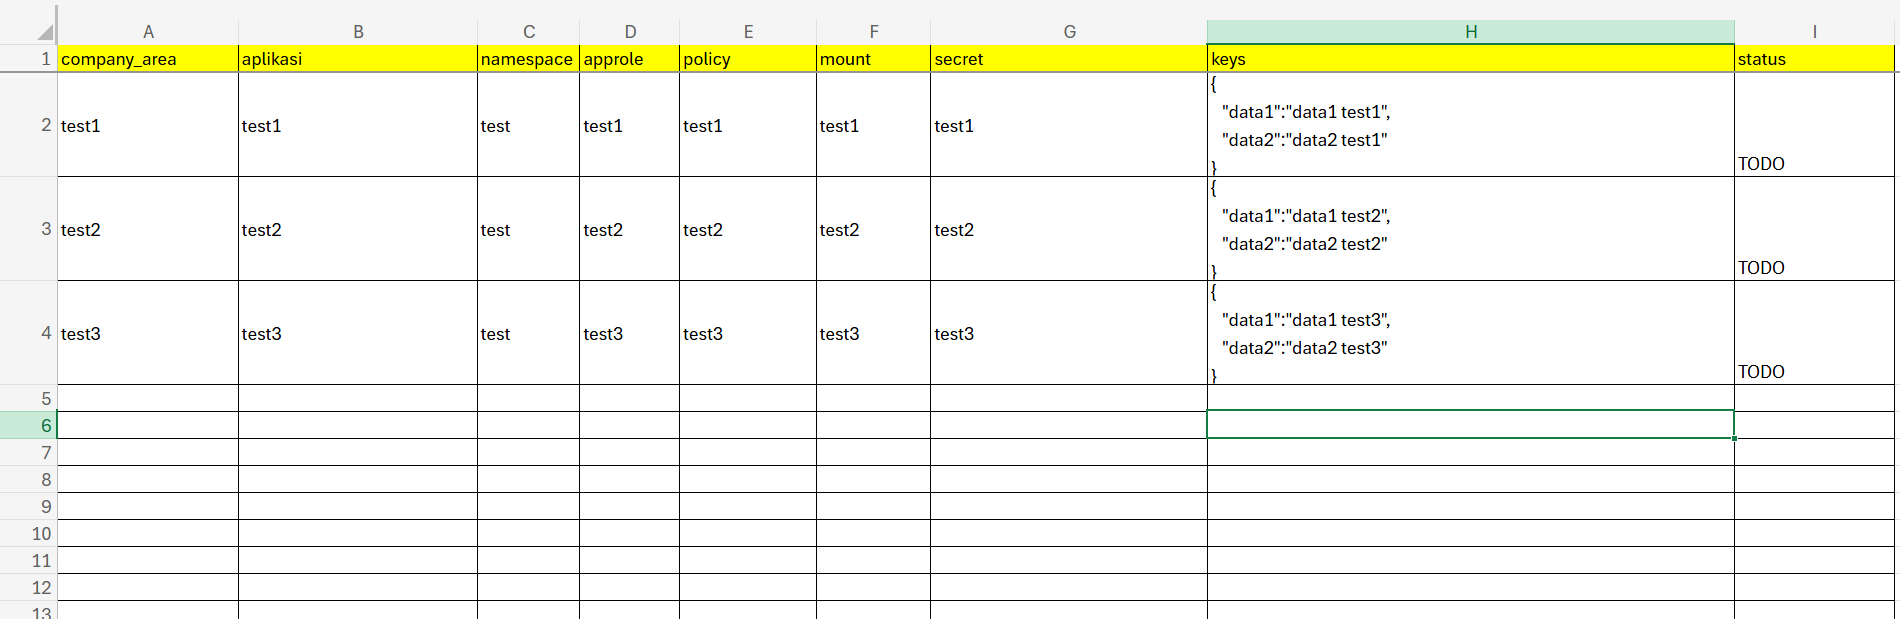 A B C D E F G H I
1 company_area aplikasi namespace approle policy mount secret keys status
2 test1 test1 test test1 test1 test1 test1 {
"data1":"data1 test1",
"data2":"data2 test1"
} TODO
3 test2 test2 test test2 test2 test2 test2 {
"data1":"data1 test2",
"data2":"data2 test2"
} TODO
4 test3 test3 test test3 test3 test3 test3 {
"data1":"data1 test3",
"data2":"data2 test3"
} TODO
5
6
7
8
9
10
11
12
13